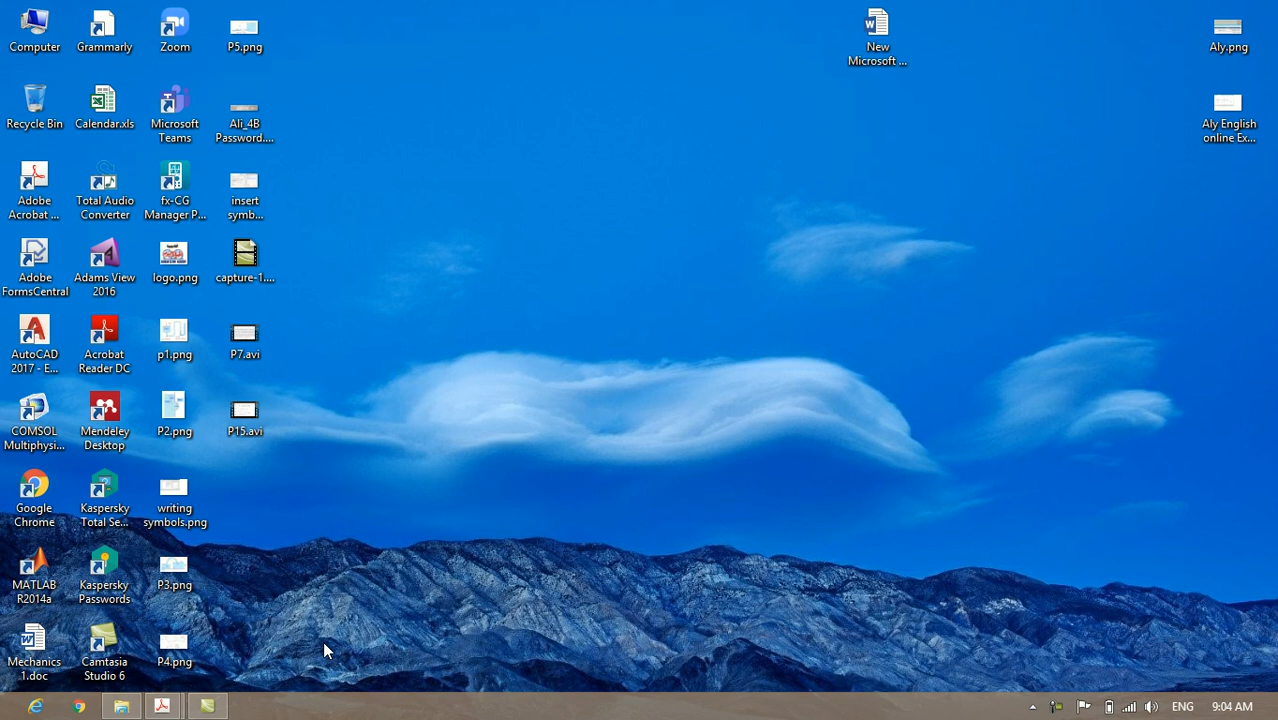 Computer
Grammarly
Zoom
P5.png
New
Microsoft ...
Aly.png
Recycle Bin
Calendar.xls
Microsoft
Teams
Ali_4B
Password....
Aly English
online Ex...
Adobe
Acrobat ...
Total Audio
Converter
fx-CG
Manager P...
insert
symb...
Adobe
FormsCentral
Adams View
2016
logo.png
capture-1....
AutoCAD
2017 - E...
Acrobat
Reader DC
p1.png
P7.avi
COMSOL
Multiphysi...
Mendeley
Desktop
P2.png
P15.avi
Google
Chrome
Kaspersky
Total Se...
writing
symbols.png
MATLAB
R2014a
Kaspersky
Passwords
P3.png
Mechanics
1.doc
Camtasia
Studio 6
P4.png
ENG
9:04 AM